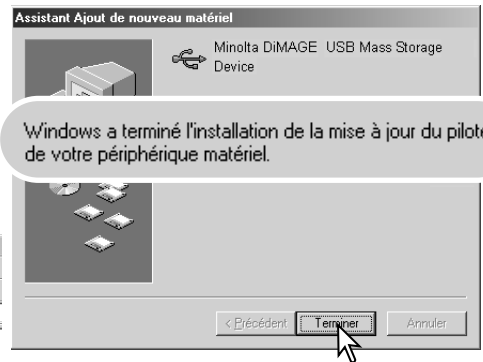 Assistant Ajout de nouveau matériel
Minolta DiMAGE USB Mass Storage
Device
Windows a terminé l'installation de la mise à jour du pilote
de votre périphérique matériel.
< Précédent Terminer Annuler